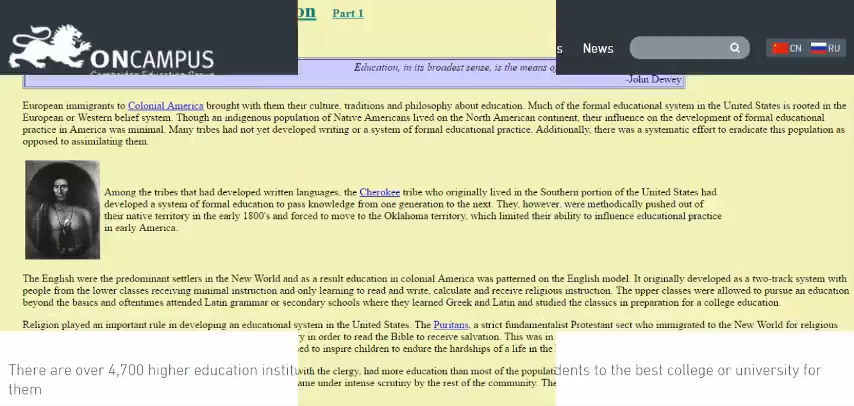 on Part 1
ONCAMPUS
s News CN RU
Education, in its broadest sense, is the means
-John Dewey
European immigrants to Colonial America brought with them their culture, traditions and philosophy about education. Much of the formal educational system in the United States is rooted in the
European or Western belief system. Though an indigenous population of Native Americans lived on the North American continent, their influence on the development of formal educational
practice in America was minimal. Many tribes had not yet developed writing or a system of formal educational practice. Additionally, there was a systematic effort to eradicate this population as
opposed to assimilating them.
Among the tribes that had developed written languages, the Cherokee tribe who originally lived in the Southern portion of the United States had
developed a system of formal education to pass knowledge from one generation to the next. They, however, were methodically pushed out of
their native territory in the early 1800's and forced to move to the Oklahoma territory, which limited their ability to influence educational practice
in early America.
The English were the predominant settlers in the New World and as a result education in colonial America was patterned on the English model. It originally developed as a two-track system with
people from the lower classes receiving minimal instruction and only learning to read and write, calculate and receive religious instruction. The upper classes were allowed to pursue an education
beyond the basics and oftentimes attended Latin grammar or secondary schools where they learned Greek and Latin and studied the classics in preparation for a college education.
Religion played an important rule in developing an educational system in the United States. The Puritans, a strict fundamentalist Protestant sect who immigrated to the New World for religious
ry in order to read the Bible to receive salvation. This was in
sed to inspire children to endure the hardships of a life in the
There are over 4,700 higher education instit with the clergy, had more education than most of the populati dents to the best college or university for
ame under intense scrutiny by the rest of the community. The
them